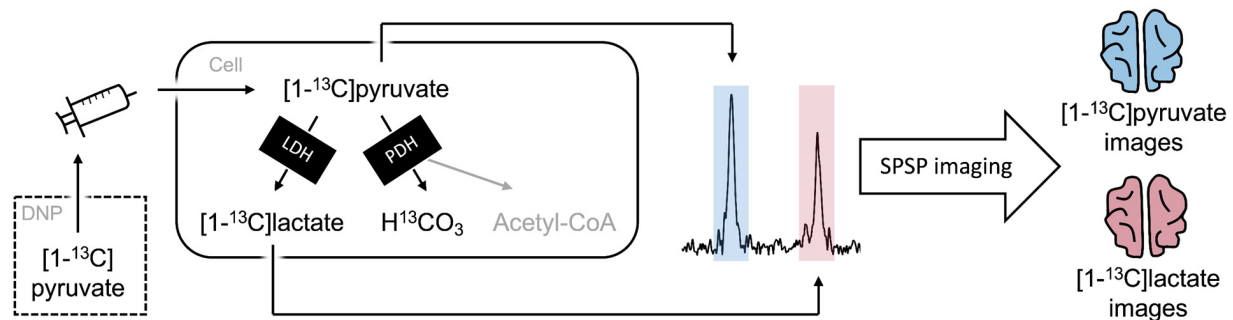 DNP
[1-¹³C]
pyruvate
Cell
[1-¹³C]pyruvate
LDH
PDH
[1-¹³C]lactate
H¹³CO₃
Acetyl-CoA
SPSP imaging
[1-¹³C]pyruvate
images
[1-¹³C]lactate
images